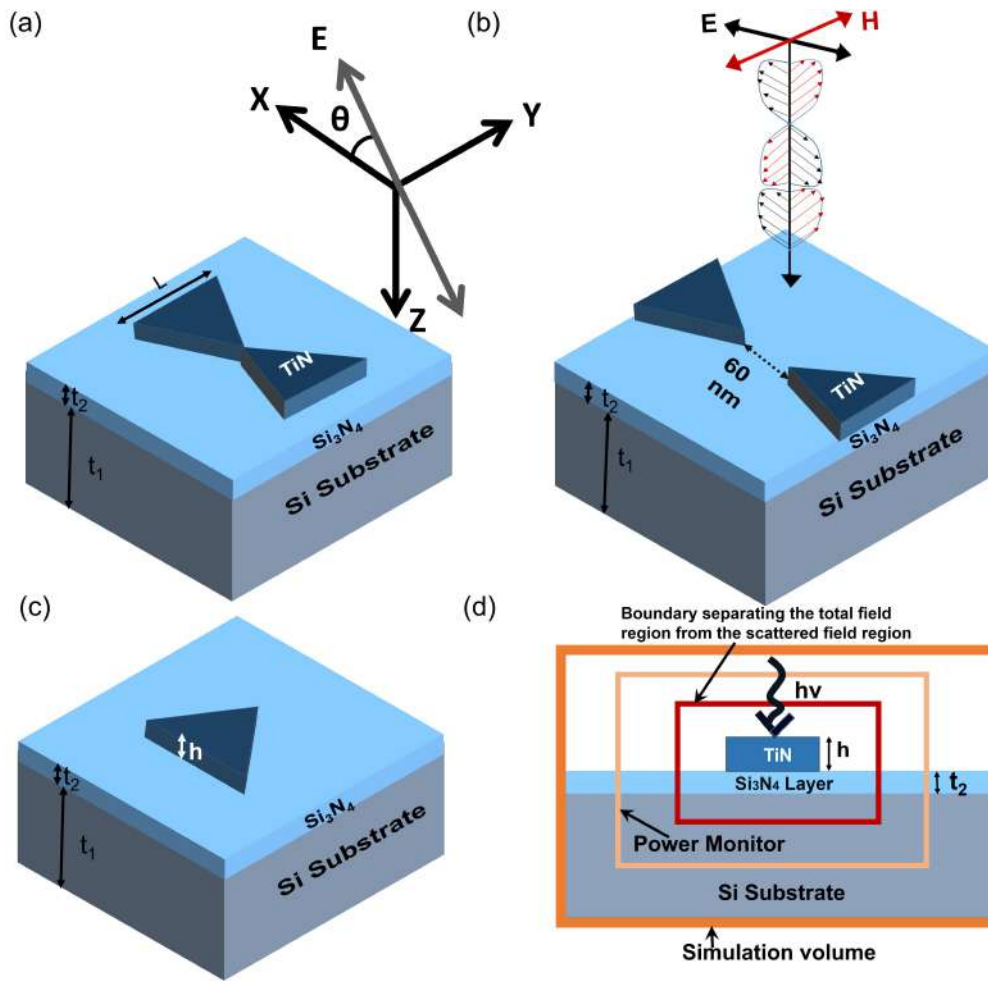 (a)
E
X
θ
Y
Z
L
TiN
t₂
t₁
Si₃N₄
Si Substrate
(b)
E
H
60
nm
TiN
t₂
t₁
Si₃N₄
Si Substrate
(c)
h
t₂
t₁
Si₃N₄
Si Substrate
(d)
Boundary separating the total field
region from the scattered field region
hν
TiN
h
Si₃N₄ Layer
t₂
Power Monitor
Si Substrate
Simulation volume